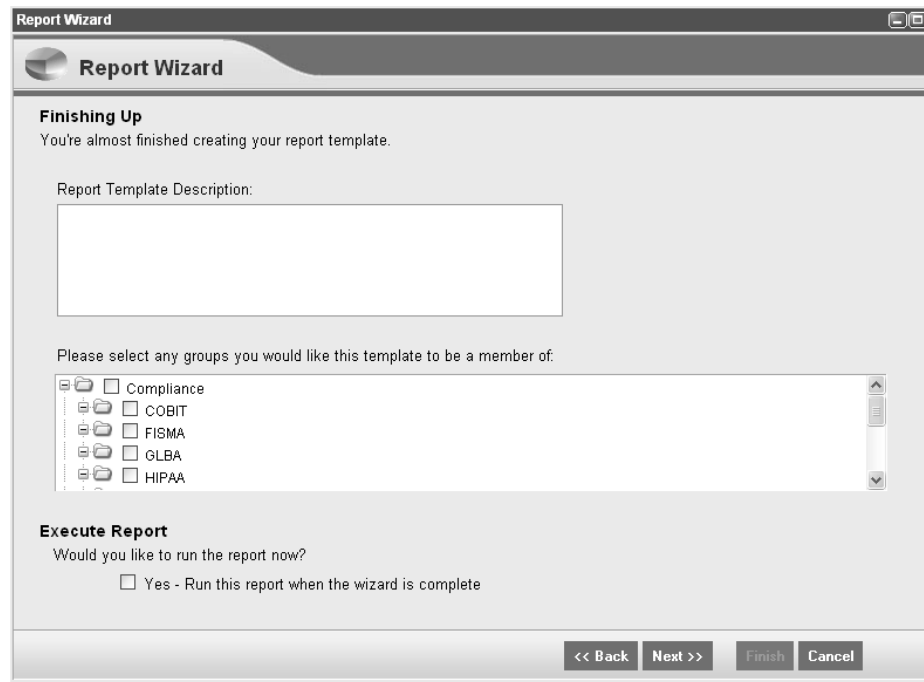 Report Wizard
Report Wizard
Finishing Up
You're almost finished creating your report template.
Report Template Description:
Please select any groups you would like this template to be a member of:
Compliance
COBIT
FISMA
GLBA
HIPAA
Execute Report
Would you like to run the report now?
Yes - Run this report when the wizard is complete
<< Back Next >> Finish Cancel